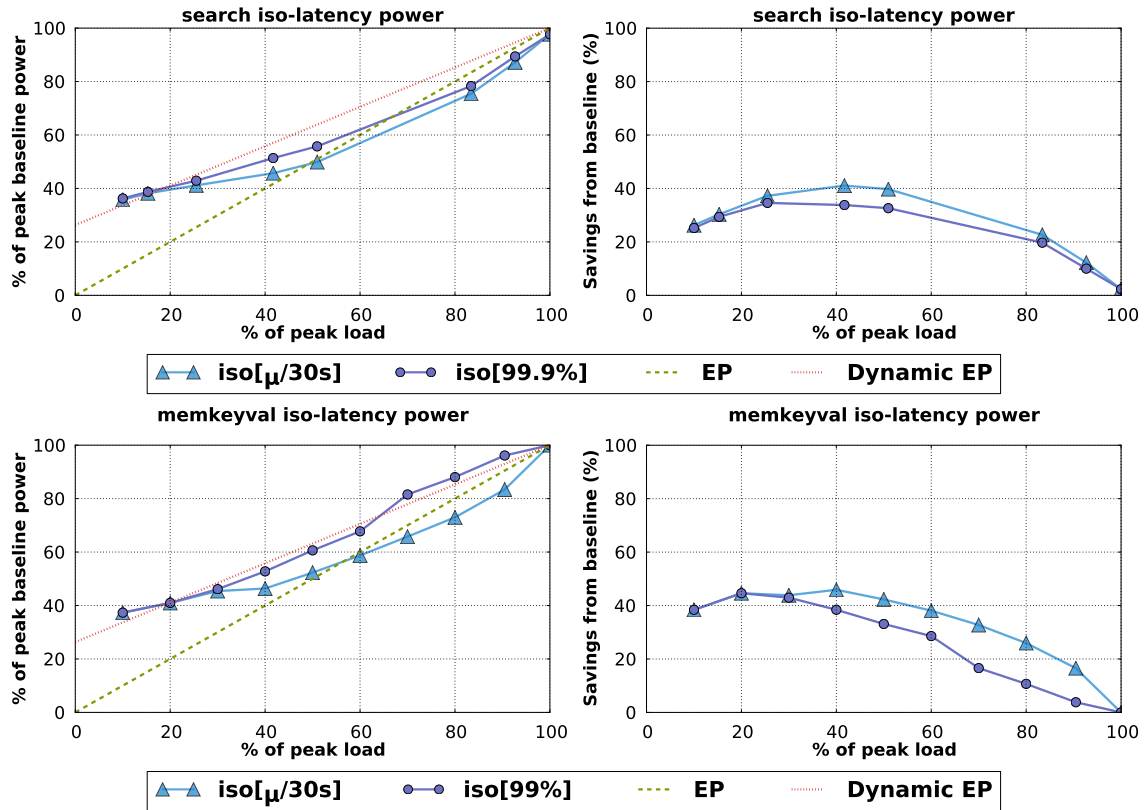 search iso-latency power
% of peak baseline power
100
80
60
40
20
0
0 20 40 60 80 100
% of peak load
search iso-latency power
Savings from baseline (%)
100
80
60
40
20
0
0 20 40 60 80 100
% of peak load
iso[μ/30s] iso[99.9%] EP Dynamic EP
memkeyval iso-latency power
% of peak baseline power
100
80
60
40
20
0
0 20 40 60 80 100
% of peak load
memkeyval iso-latency power
Savings from baseline (%)
100
80
60
40
20
0
0 20 40 60 80 100
% of peak load
iso[μ/30s] iso[99%] EP Dynamic EP